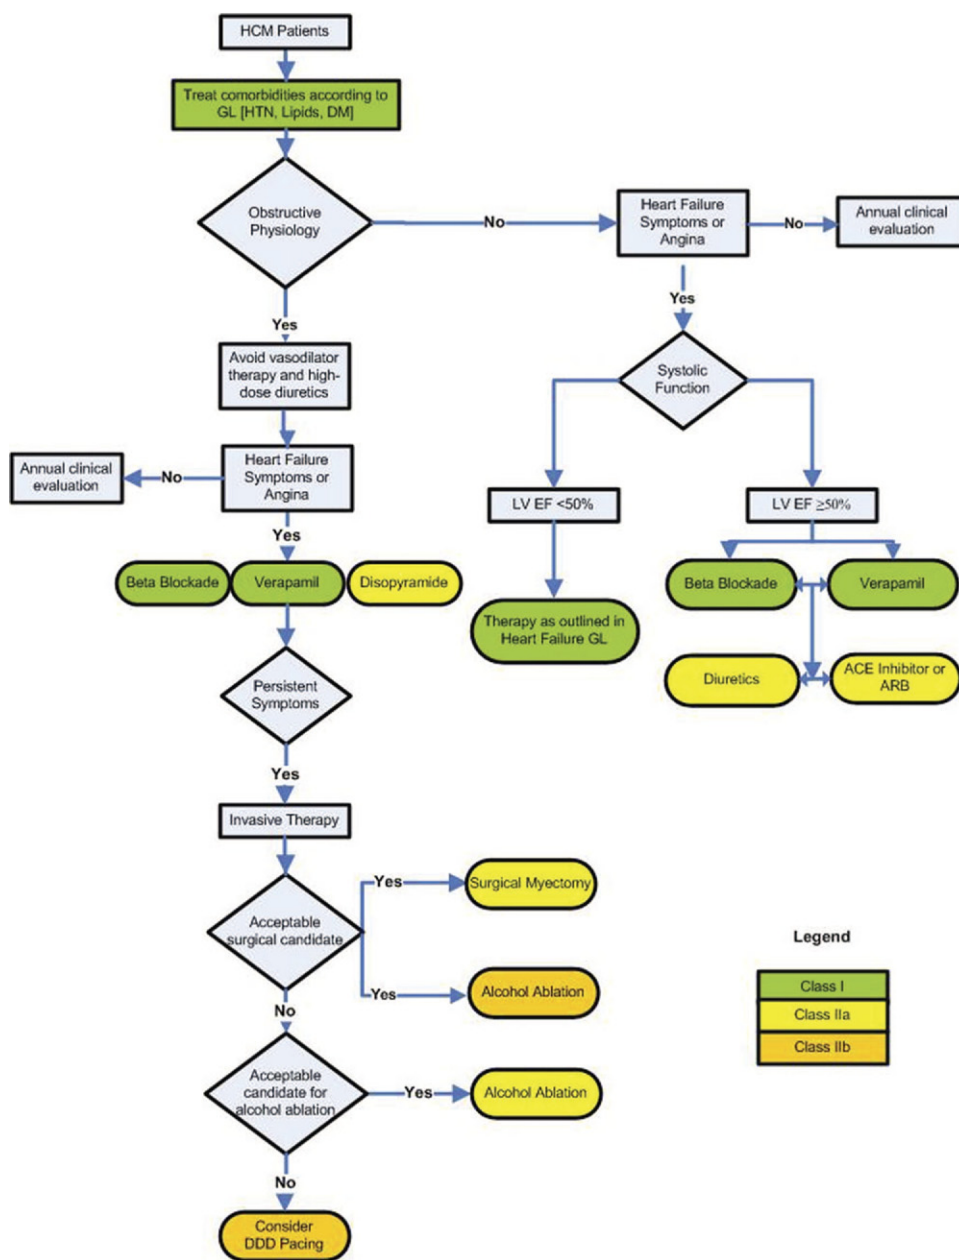 HCM Patients
Treat comorbidities according to
GL [HTN, Lipids, DM]
Obstructive
Physiology
No
Heart Failure
Symptoms or
Angina
No
Annual clinical
evaluation
Yes
Yes
Avoid vasodilator
therapy and high-
dose diuretics
Systolic
Function
Annual clinical
evaluation
No
Heart Failure
Symptoms or
Angina
LV EF <50%
LV EF ≥50%
Yes
Beta Blockade
Verapamil
Disopyramide
Beta Blockade
Verapamil
Therapy as outlined in
Heart Failure GL
Persistent
Symptoms
Diuretics
ACE Inhibitor or
ARB
Yes
Invasive Therapy
Acceptable
surgical candidate
Yes
Surgical Myectomy
Yes
Alcohol Ablation
No
Acceptable
candidate for
alcohol ablation
Yes
Alcohol Ablation
No
Consider
DDD Pacing
Legend
Class I
Class IIa
Class IIb